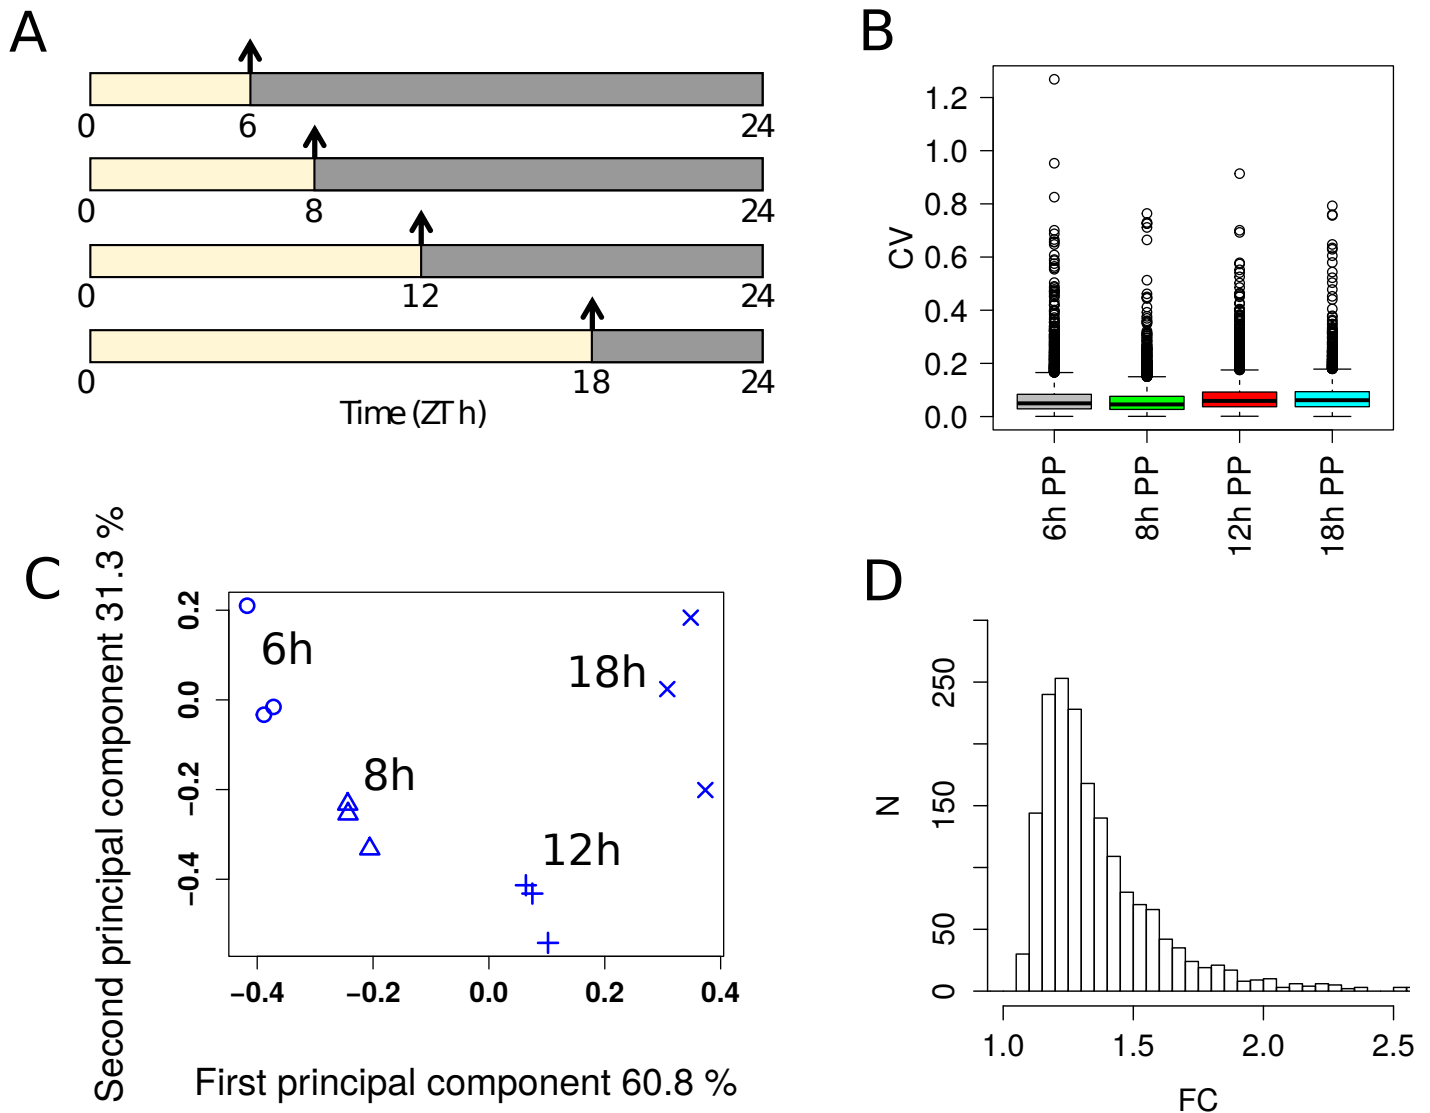 A
0 6 24
0 8 24
0 12 24
0 18 24
Time (ZT h)
B
CV
0.0
0.2
0.4
0.6
0.8
1.0
1.2
6h PP
8h PP
12h PP
18h PP
C
Second principal component 31.3 %
0.2
0.0
−0.2
−0.4
6h
8h
12h
18h
−0.4 −0.2 0.0 0.2 0.4
First principal component 60.8 %
D
N
0
50
150
250
1.0 1.5 2.0 2.5
FC